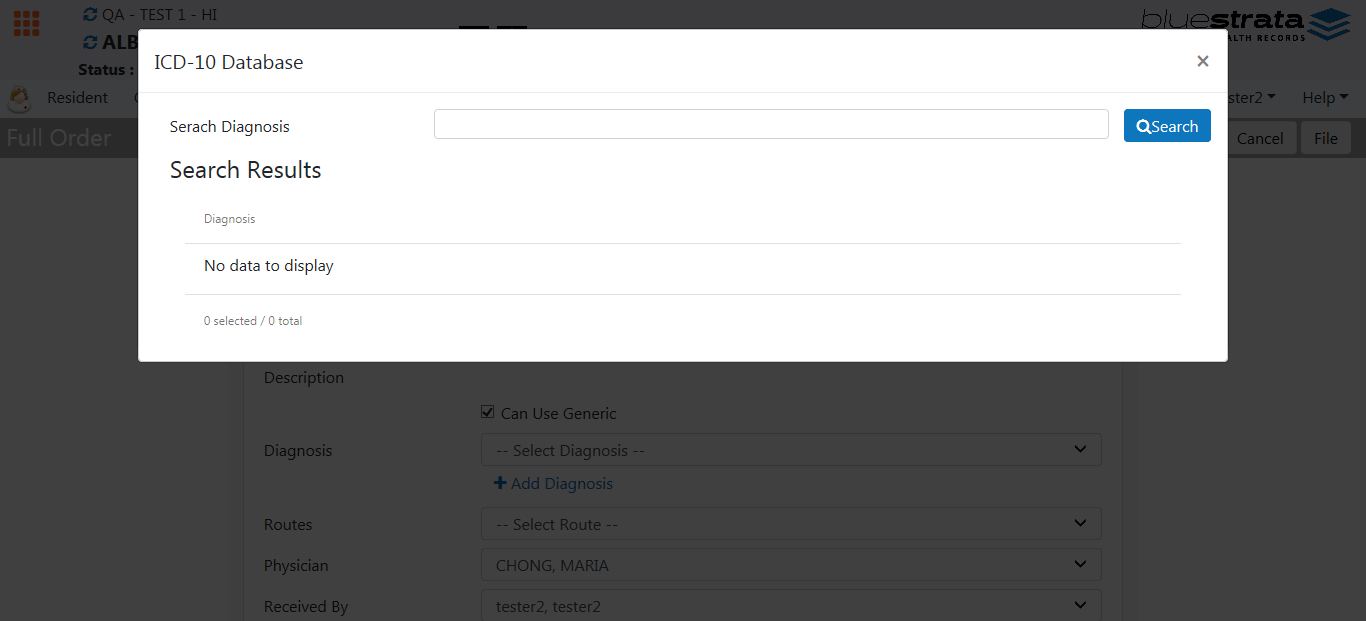 QA - TEST 1 - HI
bluestrata
ALB
ALTH RECORDS
Status :
ICD-10 Database
×
Resident
ster2
Help
Serach Diagnosis
Search
Full Order
Cancel
File
Search Results
Diagnosis
No data to display
0 selected / 0 total
Description
Can Use Generic
Diagnosis
-- Select Diagnosis --
Add Diagnosis
Routes
-- Select Route --
Physician
CHONG, MARIA
Received By
tester2, tester2